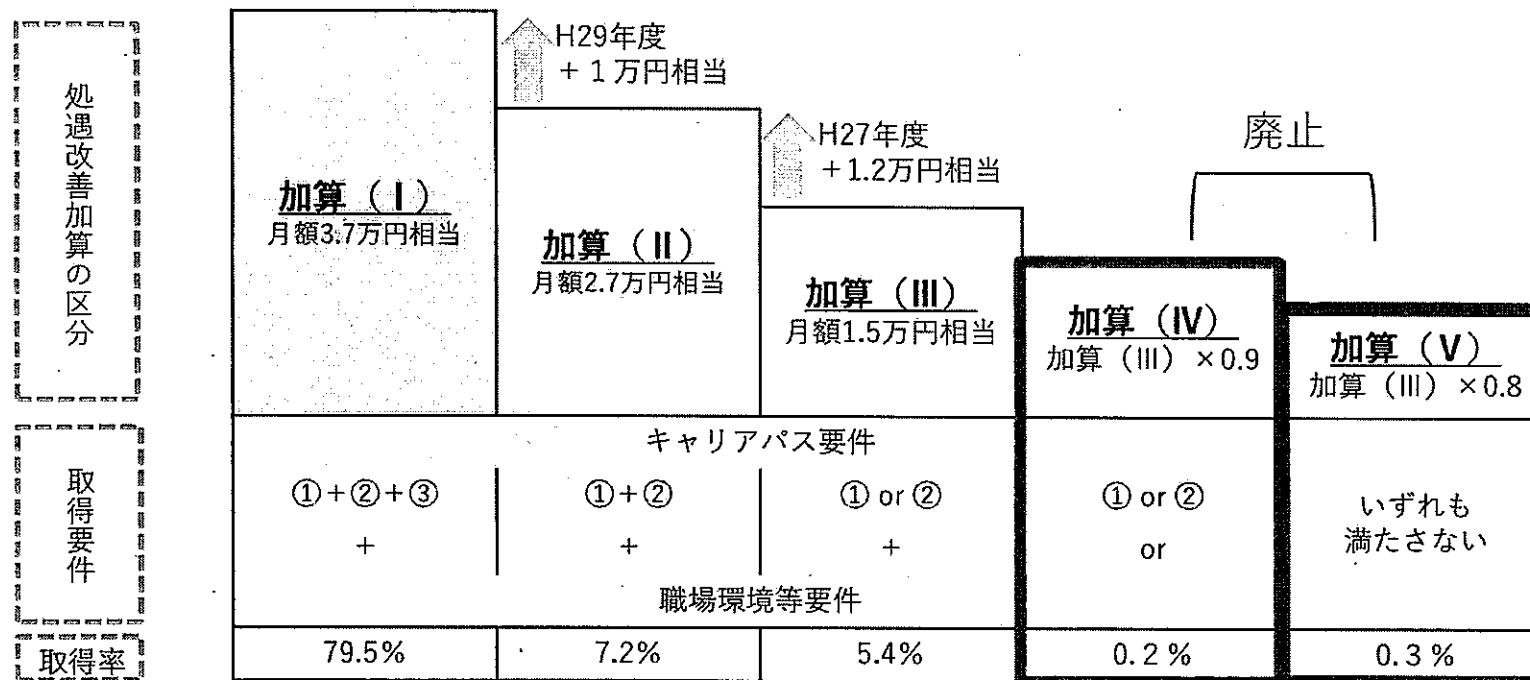 処遇改善加算の区分
H29年度
+ 1 万円相当
H27年度
+1.2万円相当
廃止
加算（Ⅰ）
月額3.7万円相当
加算（Ⅱ）
月額2.7万円相当
加算（Ⅲ）
月額1.5万円相当
加算（Ⅳ）
加算（Ⅲ）×0.9
加算（Ⅴ）
加算（Ⅲ）×0.8
取得要件
キャリアパス要件
①+②+③
①+②
① or ②
① or ②
いずれも
満たさない
+
+
+
or
職場環境等要件
取得率
79.5%
7.2%
5.4%
0.2%
0.3%